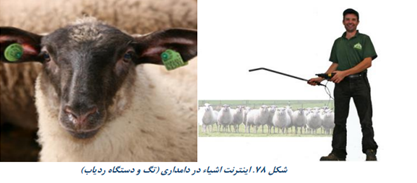 شکل ۷۸. اینترنت اشیاء در دامداری (تگ و دستگاه ردیاب)